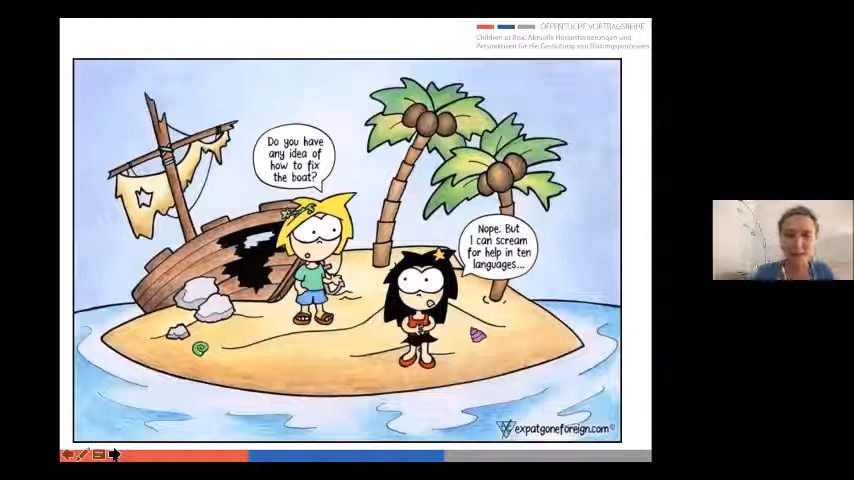 ÖFFENTLICHE VORTRAGSREIHE
Children at Risk. Aktuelle Herausforderungen und
Perspektiven für die Gestaltung von Bildungsprozessen
Do you have
any idea of
how to fix
the boat?
Nope. But
I can scream
for help in ten
languages...
expatgoneforeign.com©